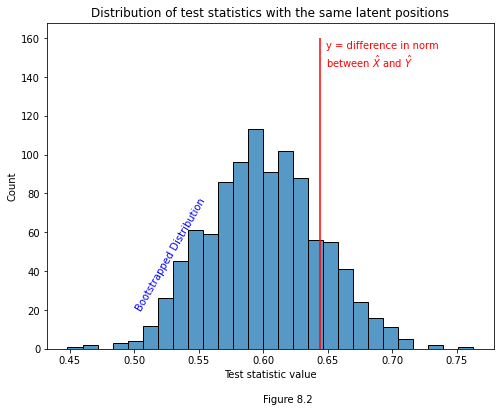 Distribution of test statistics with the same latent positions
y = difference in norm
between X̂ and Ŷ
Bootstrapped Distribution
Count
160
140
120
100
80
60
40
20
0
0.45 0.50 0.55 0.60 0.65 0.70 0.75
Test statistic value
Figure 8.2